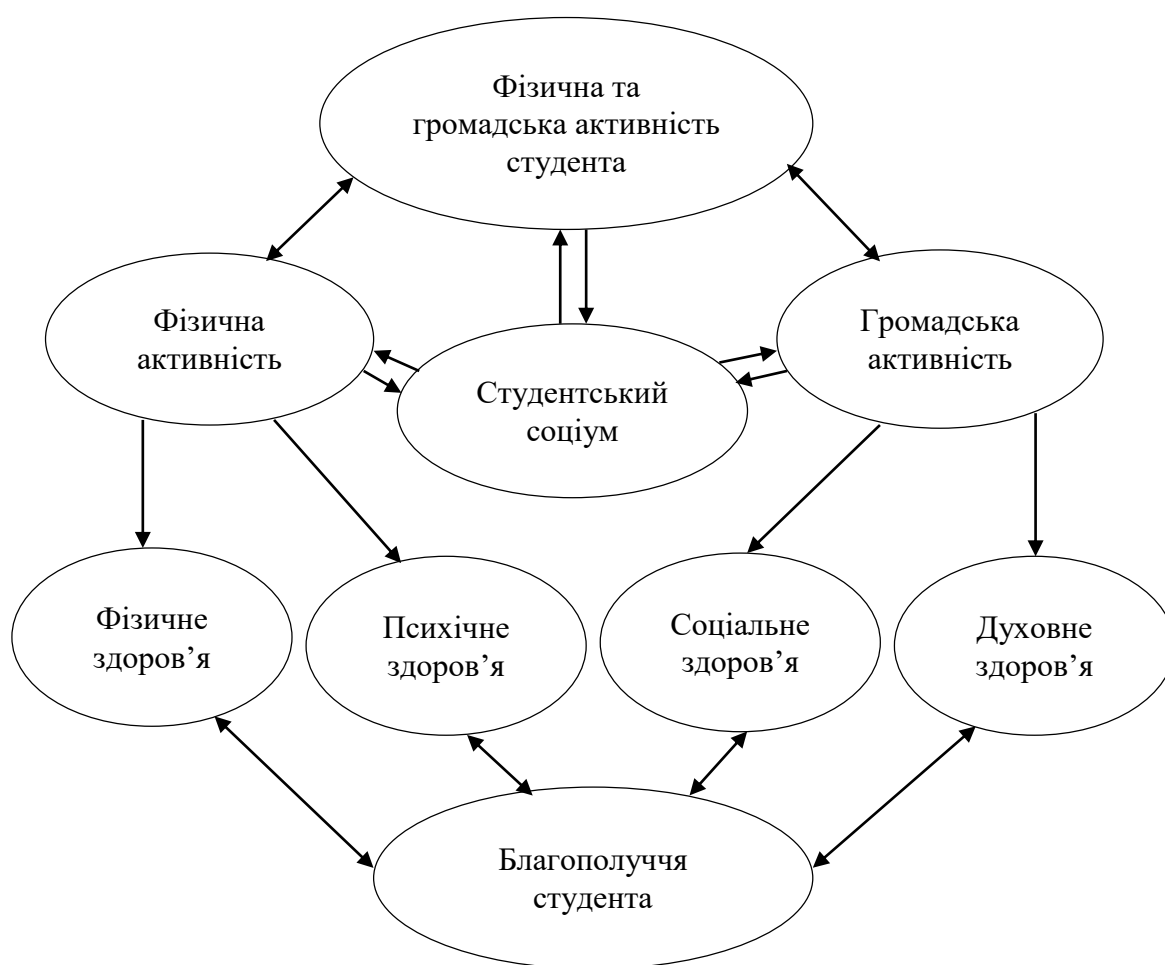 Фізична та
громадська активність
студента
Фізична
активність
Громадська
активність
Студентський
соціум
Фізичне
здоров’я
Психічне
здоров’я
Соціальне
здоров’я
Духовне
здоров’я
Благополуччя
студента